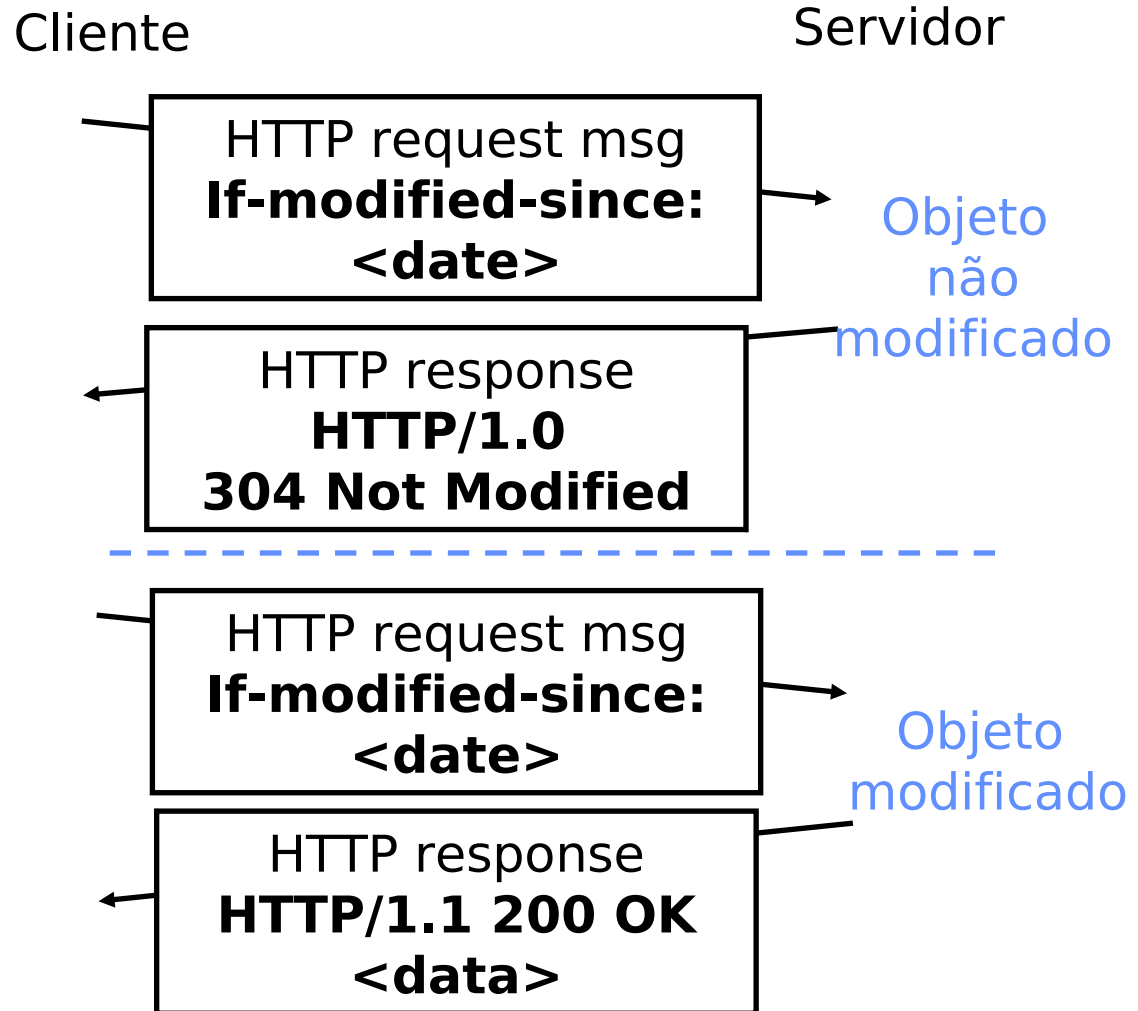 Cliente
Servidor
HTTP request msg
If-modified-since:
<date>
Objeto
não
modificado
HTTP response
HTTP/1.0
304 Not Modified
HTTP request msg
If-modified-since:
<date>
Objeto
modificado
HTTP response
HTTP/1.1 200 OK
<data>